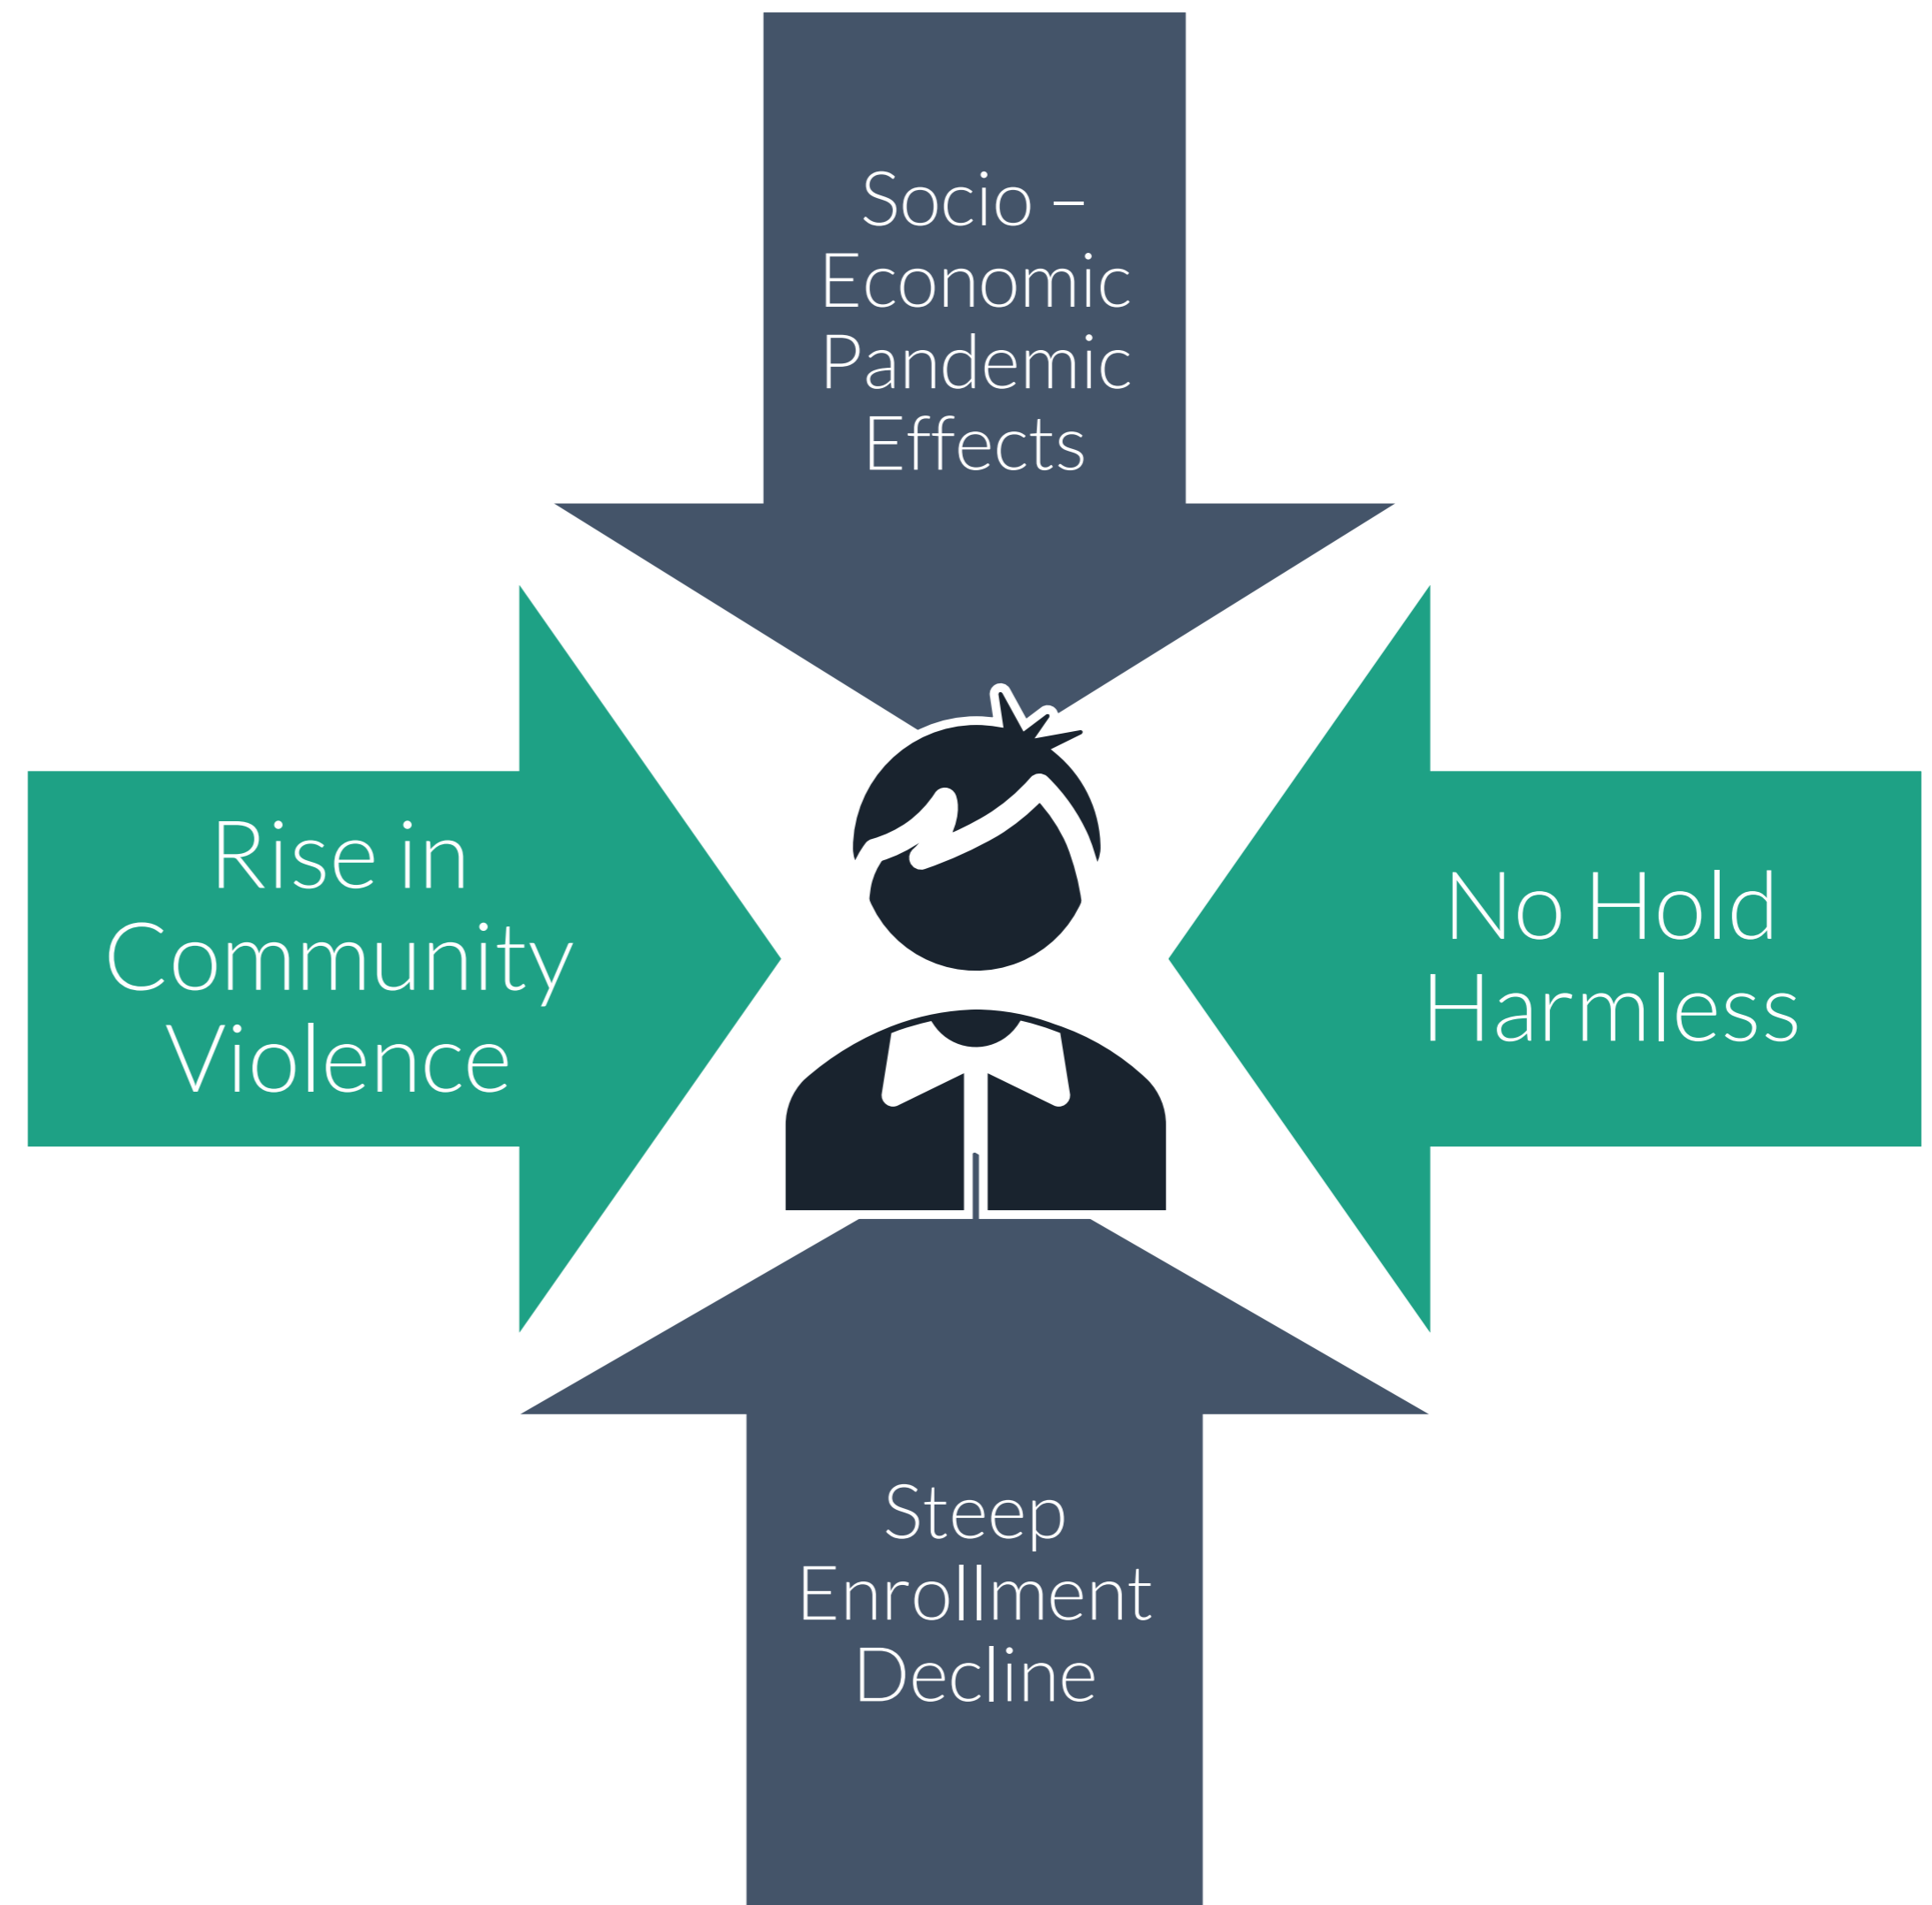 Socio –
Economic
Pandemic
Effects
Rise in
Community
Violence
No Hold
Harmless
Steep
Enrollment
Decline